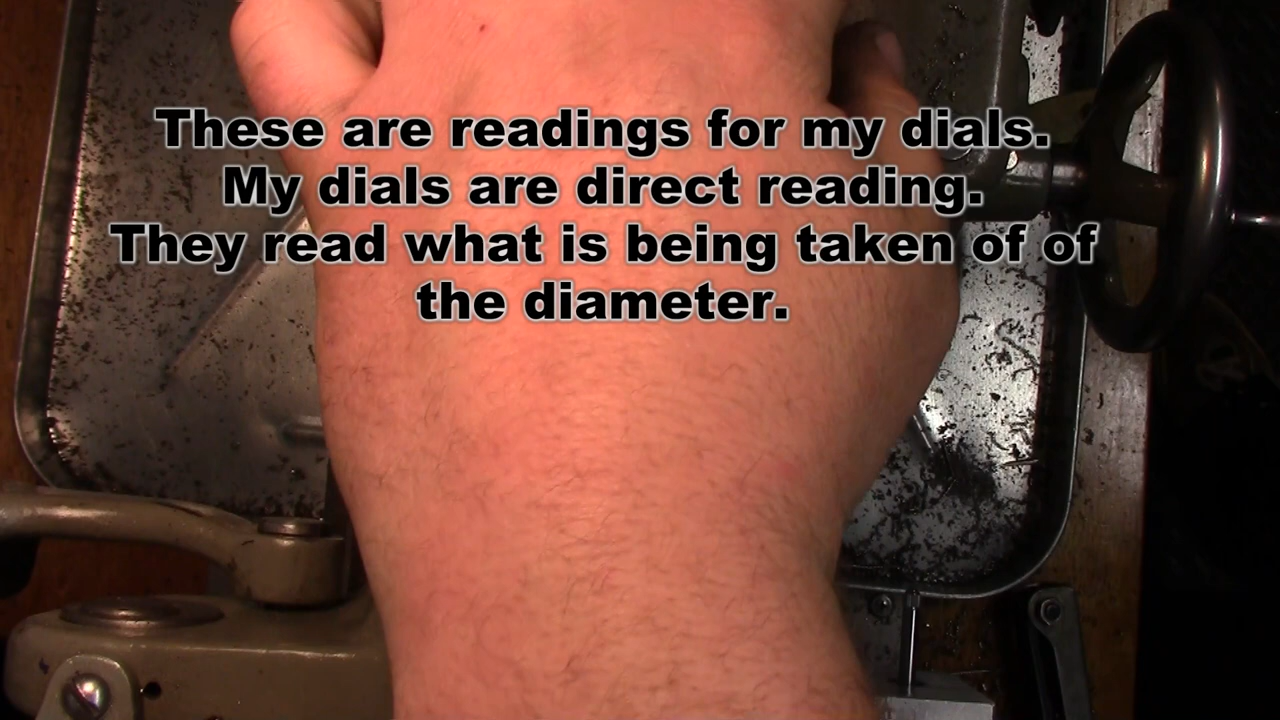 These are readings for my dials.
My dials are direct reading.
They read what is being taken of of
the diameter.